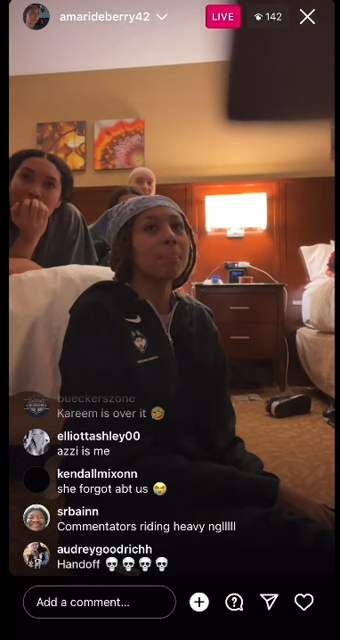 amarideberry42
LIVE
142
bueckerszone
Kareem is over it 🤣
elliottashley00
azzi is me
kendallmixonn
she forgot abt us 😭
srbainn
Commentators riding heavy nglllll
audreygoodrichh
Handoff 💀💀💀💀
Add a comment...